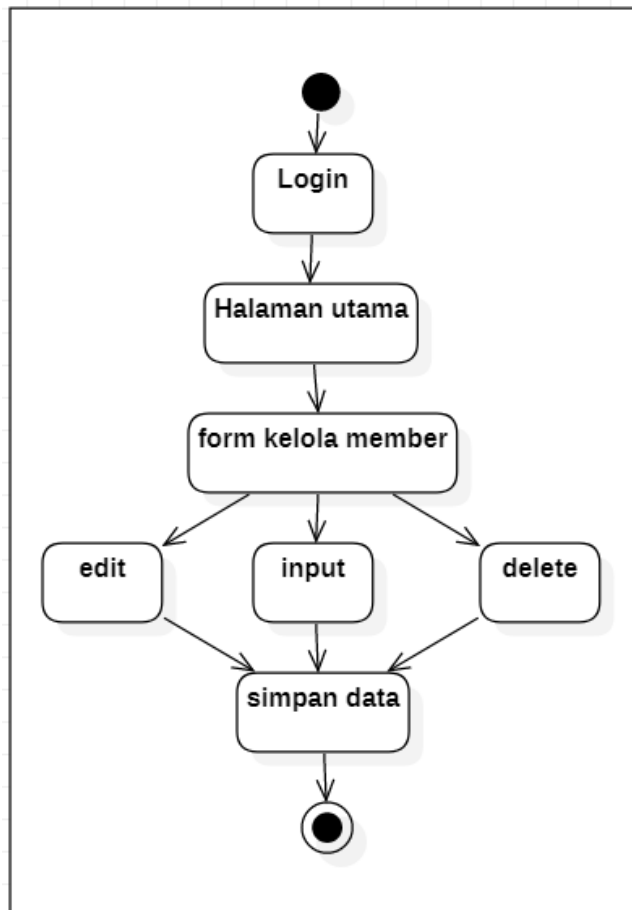 Login
Halaman utama
form kelola member
edit
input
delete
simpan data